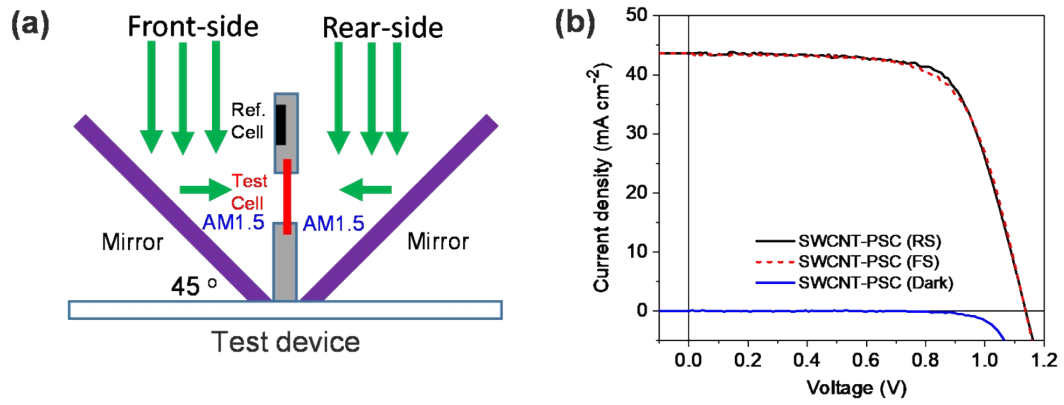 (a)
Front-side
Rear-side
Ref.
Cell
Test
Cell
AM1.5
AM1.5
Mirror
Mirror
45 º
Test device
(b)
Current density (mA cm-2)
50
40
30
20
10
0
SWCNT-PSC (RS)
SWCNT-PSC (FS)
SWCNT-PSC (Dark)
0.0 0.2 0.4 0.6 0.8 1.0 1.2
Voltage (V)